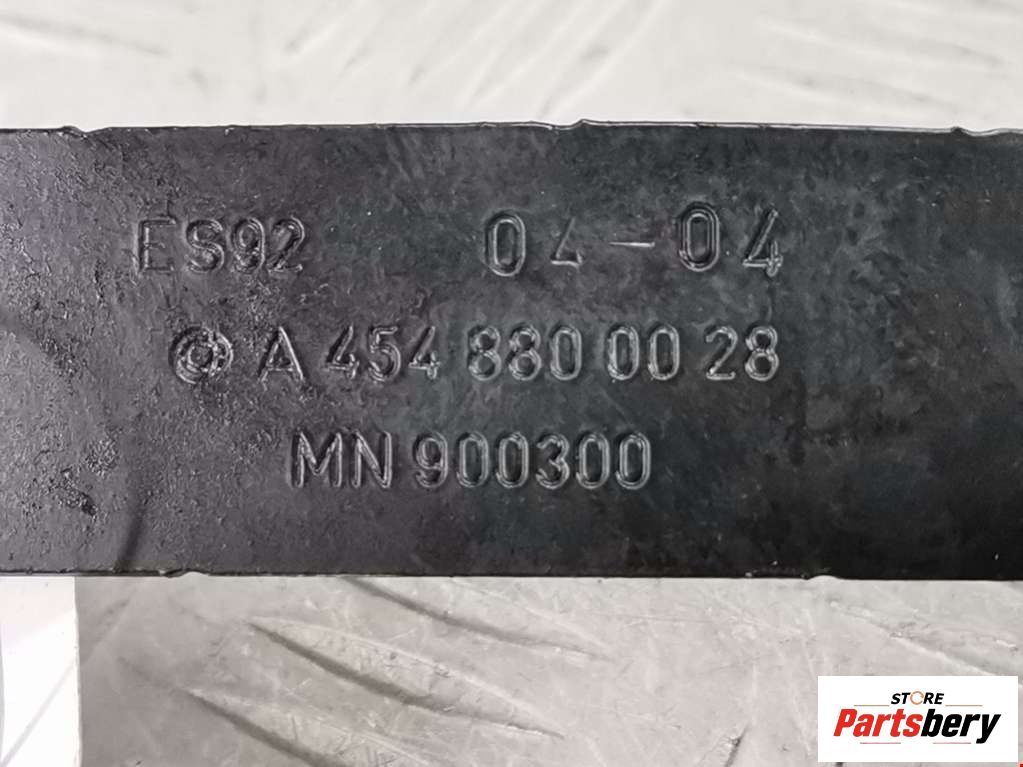 ES92 04-04
A 454 880 00 28
MN 900300
STORE
Partsbery